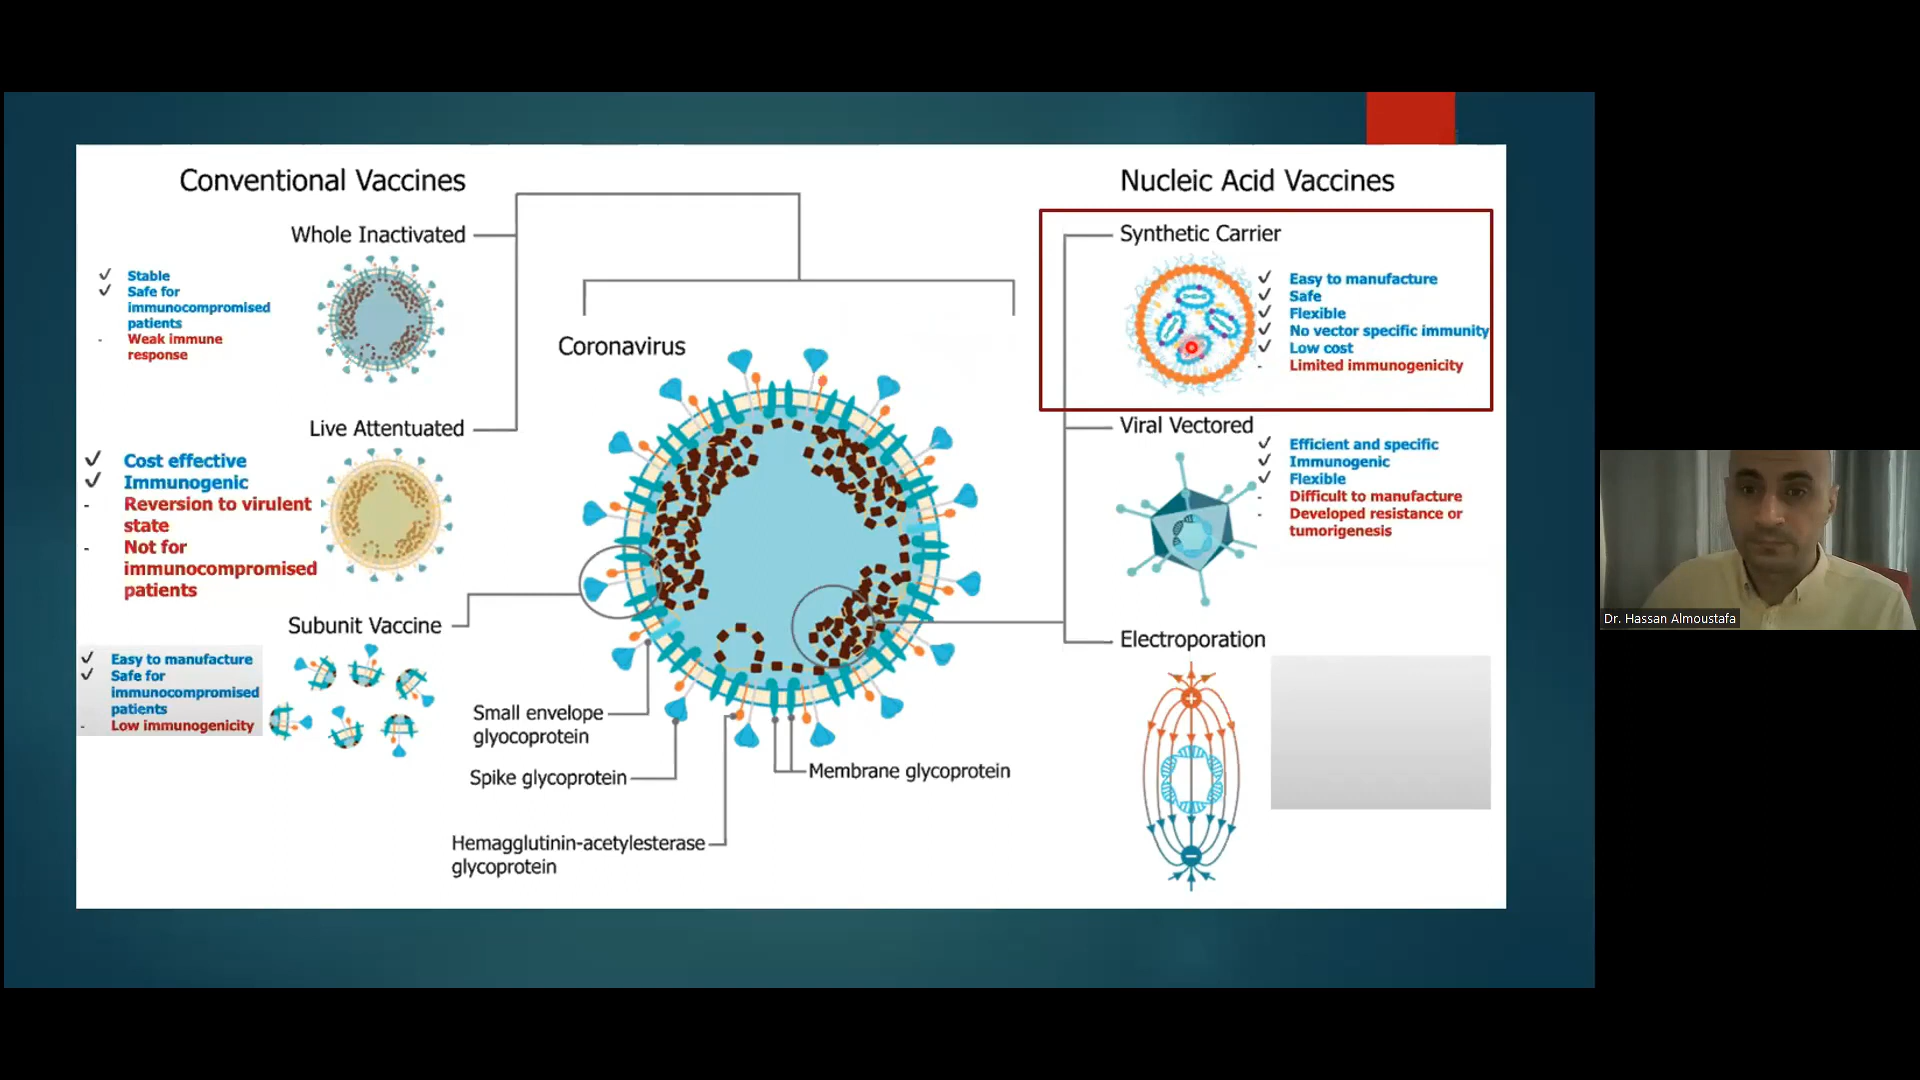 Conventional Vaccines
Whole Inactivated
✓ Stable
✓ Safe for
immunocompromised
patients
- Weak immune
response
Live Attentuated
✓ Cost effective
✓ Immunogenic
- Reversion to virulent
state
- Not for
immunocompromised
patients
Subunit Vaccine
✓ Easy to manufacture
✓ Safe for
immunocompromised
patients
- Low immunogenicity
Coronavirus
Small envelope
glyocoprotein
Spike glycoprotein
Hemagglutinin-acetylesterase
glycoprotein
Membrane glycoprotein
Nucleic Acid Vaccines
Synthetic Carrier
✓ Easy to manufacture
✓ Safe
✓ Flexible
✓ No vector specific immunity
✓ Low cost
- Limited immunogenicity
Viral Vectored
✓ Efficient and specific
✓ Immunogenic
✓ Flexible
- Difficult to manufacture
- Developed resistance or
tumorigenesis
Electroporation
+
−
Dr. Hassan Almoustafa